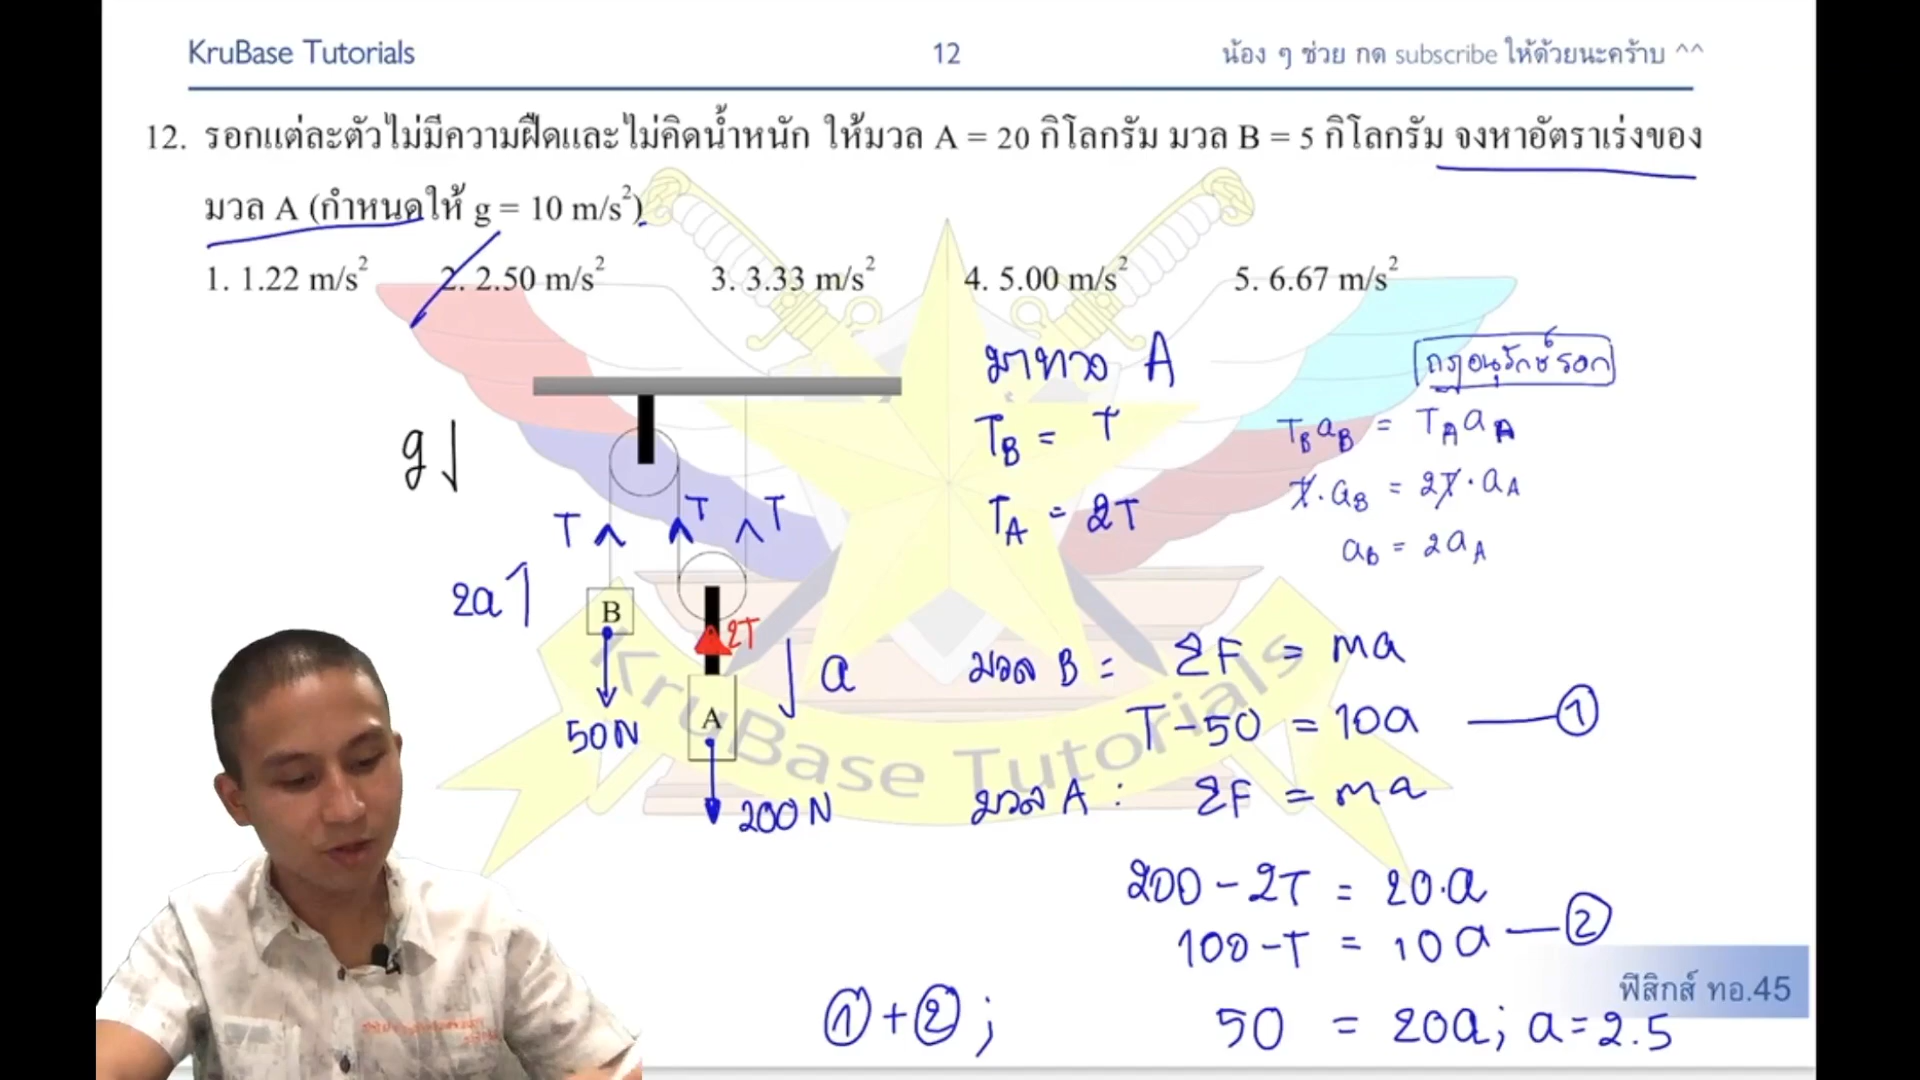 KruBase Tutorials 12 น้อง ๆ ช่วย กด subscribe ให้ด้วยนะคร้าบ ^^
12. รอกแต่ละตัวไม่มีความฝืดและไม่คิดน้ำหนัก ให้มวล A = 20 กิโลกรัม มวล B = 5 กิโลกรัม จงหาอัตราเร่งของ
มวล A (กำหนดให้ g = 10 m/s²)
1. 1.22 m/s² 2. 2.50 m/s² 3. 3.33 m/s² 4. 5.00 m/s² 5. 6.67 m/s²
มาทาง A
กฎอนุรักษ์รอก
T_B = T
T_B a_B = T_A a_A
g
T_A = 2T
T · a_B = 2T · a_A
T T T
a_B = 2a_A
2a
B
2T
a
A
50N
200N
มวล B = ΣF = ma
T - 50 = 10a ①
มวล A : ΣF = ma
200 - 2T = 20·a
100 - T = 10a ②
① + ② ; 50 = 20a; a = 2.5
KruBase Tutorials
ฟิสิกส์ ทอ.45